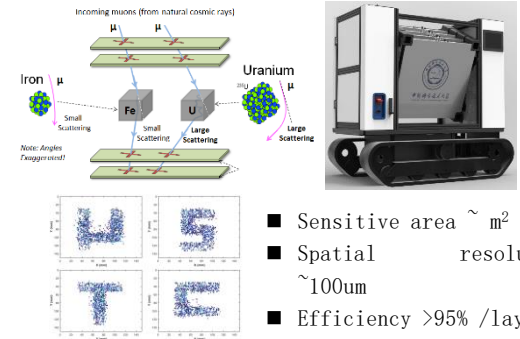 Incoming muons (from natural cosmic rays)
μ μ
Iron μ
Small
Scattering
Fe
Small
Scattering
U
Large
Scattering
Uranium
μ
Large
Scattering
Note: Angles
Exaggerated!
■ Sensitive area ~ m²
■ Spatial resolu
~100um
■ Efficiency >95% /lay